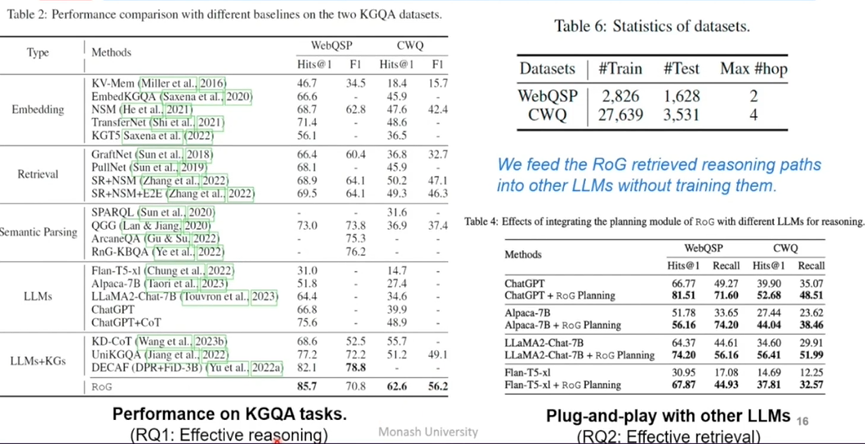 Table 2: Performance comparison with different baselines on the two KGQA datasets.
Type Methods WebQSP CWQ
Hits@1 F1 Hits@1 F1
Embedding
KV-Mem (Miller et al., 2016) 46.7 34.5 18.4 15.7
EmbedKGQA (Saxena et al., 2020) 66.6 - 45.9 -
NSM (He et al., 2021) 68.7 62.8 47.6 42.4
TransferNet (Shi et al., 2021) 71.4 - 48.6 -
KGT5 Saxena et al. (2022) 56.1 - 36.5 -
Retrieval
GraftNet (Sun et al., 2018) 66.4 60.4 36.8 32.7
PullNet (Sun et al., 2019) 68.1 - 45.9 -
SR+NSM (Zhang et al., 2022) 68.9 64.1 50.2 47.1
SR+NSM+E2E (Zhang et al., 2022) 69.5 64.1 49.3 46.3
Semantic Parsing
SPARQL (Sun et al., 2020) - - 31.6 -
QGG (Lan & Jiang, 2020) 73.0 73.8 36.9 37.4
ArcaneQA (Gu & Su, 2022) - 75.3 - -
RnG-KBQA (Ye et al., 2022) - 76.2 - -
LLMs
Flan-T5-xl (Chung et al., 2022) 31.0 - 14.7 -
Alpaca-7B (Taori et al., 2023) 51.8 - 27.4 -
LLaMA2-Chat-7B (Touvron et al., 2023) 64.4 - 34.6 -
ChatGPT 66.8 - 39.9 -
ChatGPT+CoT 75.6 - 48.9 -
LLMs+KGs
KD-CoT (Wang et al., 2023b) 68.6 52.5 55.7 -
UniKGQA (Jiang et al., 2022) 77.2 72.2 51.2 49.1
DECAF (DPR+FiD-3B) (Yu et al., 2022a) 82.1 78.8 - -
RoG 85.7 70.8 62.6 56.2
Performance on KGQA tasks.
(RQ1: Effective reasoning)
Monash University
Table 6: Statistics of datasets.
Datasets #Train #Test Max #hop
WebQSP 2,826 1,628 2
CWQ 27,639 3,531 4
We feed the RoG retrieved reasoning paths
into other LLMs without training them.
Table 4: Effects of integrating the planning module of RoG with different LLMs for reasoning.
Methods WebQSP CWQ
Hits@1 Recall Hits@1 Recall
ChatGPT 66.77 49.27 39.90 35.07
ChatGPT + RoG Planning 81.51 71.60 52.68 48.51
Alpaca-7B 51.78 33.65 27.44 23.62
Alpaca-7B + RoG Planning 56.16 74.20 44.04 38.46
LLaMA2-Chat-7B 64.37 44.61 34.60 29.91
LLaMA2-Chat-7B + RoG Planning 74.20 56.16 56.41 51.99
Flan-T5-xl 30.95 17.08 14.69 12.25
Flan-T5-xl + RoG Planning 67.87 44.93 37.81 32.57
Plug-and-play with other LLMs 16
(RQ2: Effective retrieval)